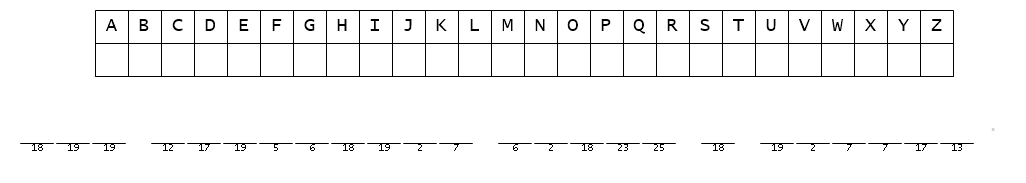 A B C D E F G H I J K L M N O P Q R S T U V W X Y Z
18 19 19 12 17 19 5 6 18 19 2 7 6 2 18 23 25 18 19 2 7 7 17 13